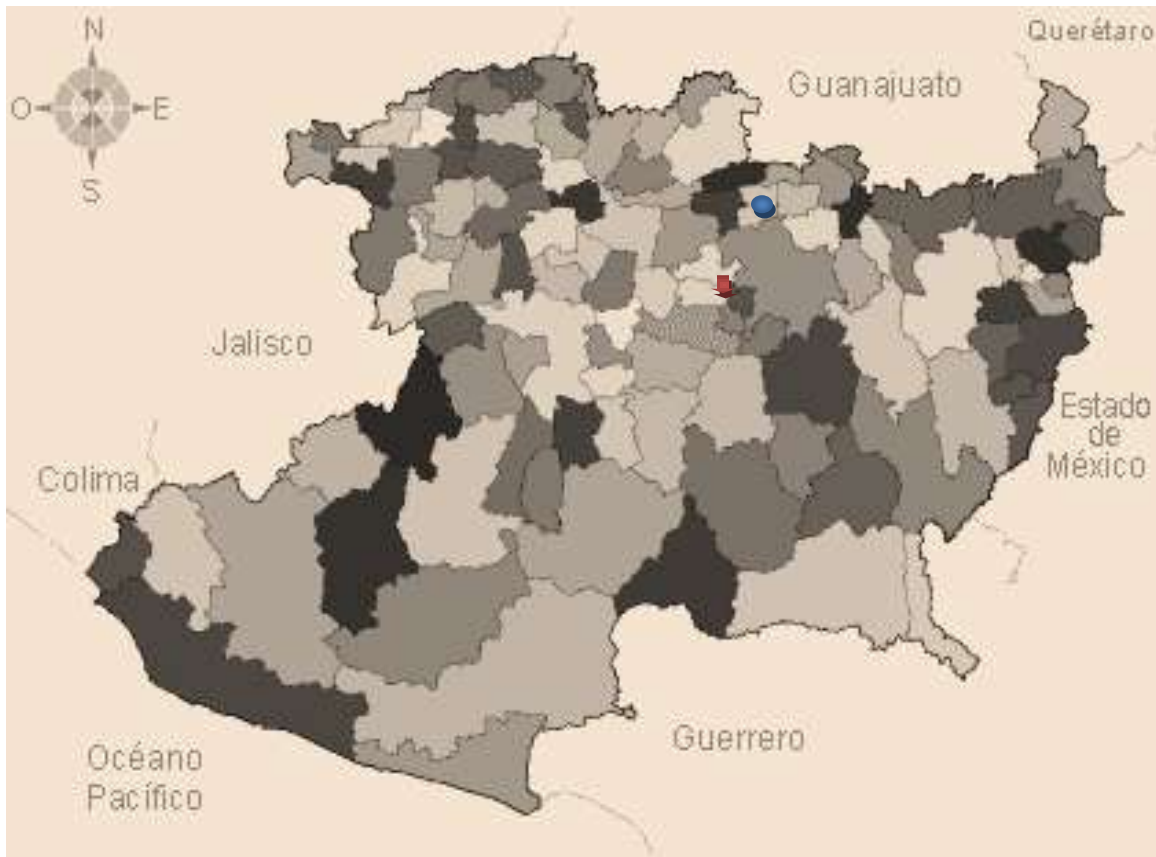 N
Querétaro
Guanajuato
O
E
S
Jalisco
Estado
de
México
Colima
Guerrero
Océano
Pacífico